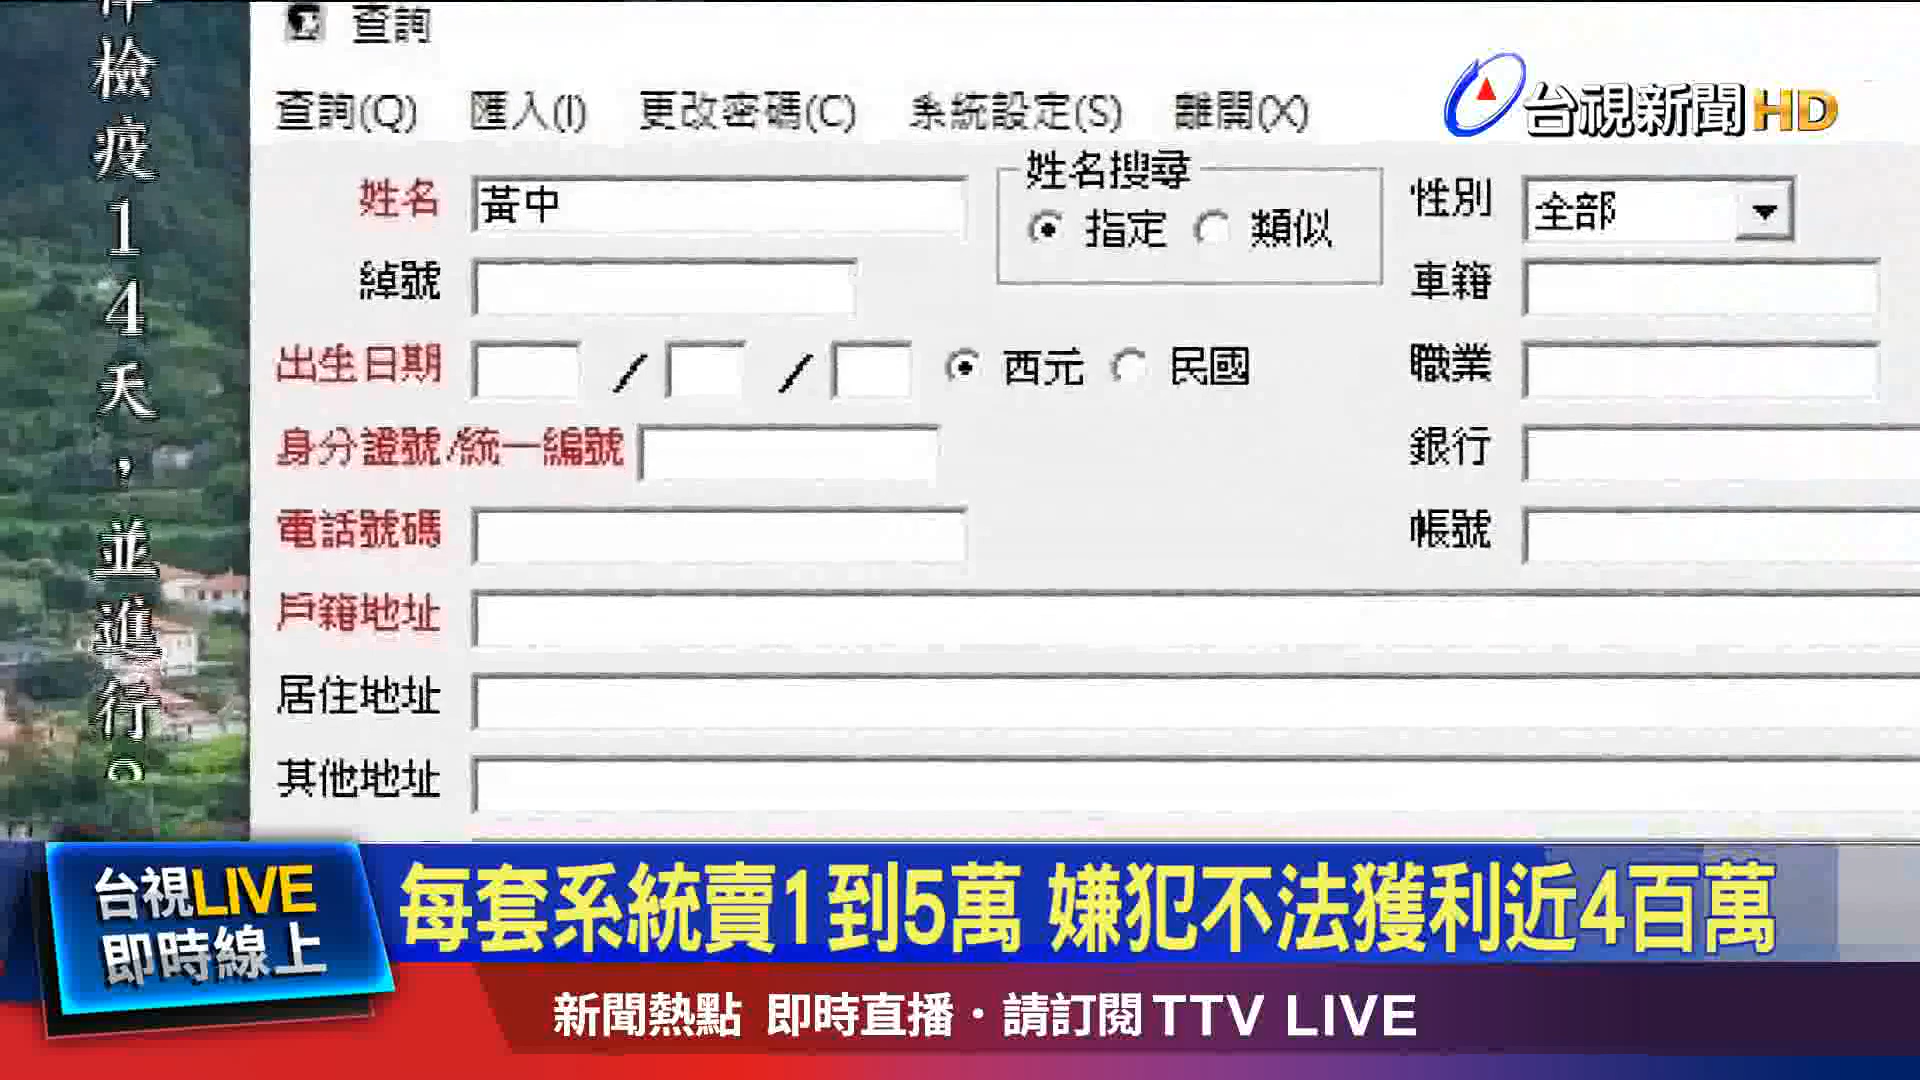 檢疫14天，並進行。
查詢
查詢(Q) 匯入(I) 更改密碼(C) 系統設定(S) 離開(X)
台視新聞HD
姓名 黃中
姓名搜尋
指定 類似
性別 全部
綽號
車籍
出生日期 / / 西元 民國
職業
身分證號/統一編號
銀行
電話號碼
帳號
戶籍地址
居住地址
其他地址
台視LIVE
即時線上
每套系統賣1到5萬 嫌犯不法獲利近4百萬
新聞熱點 即時直播·請訂閱TTV LIVE